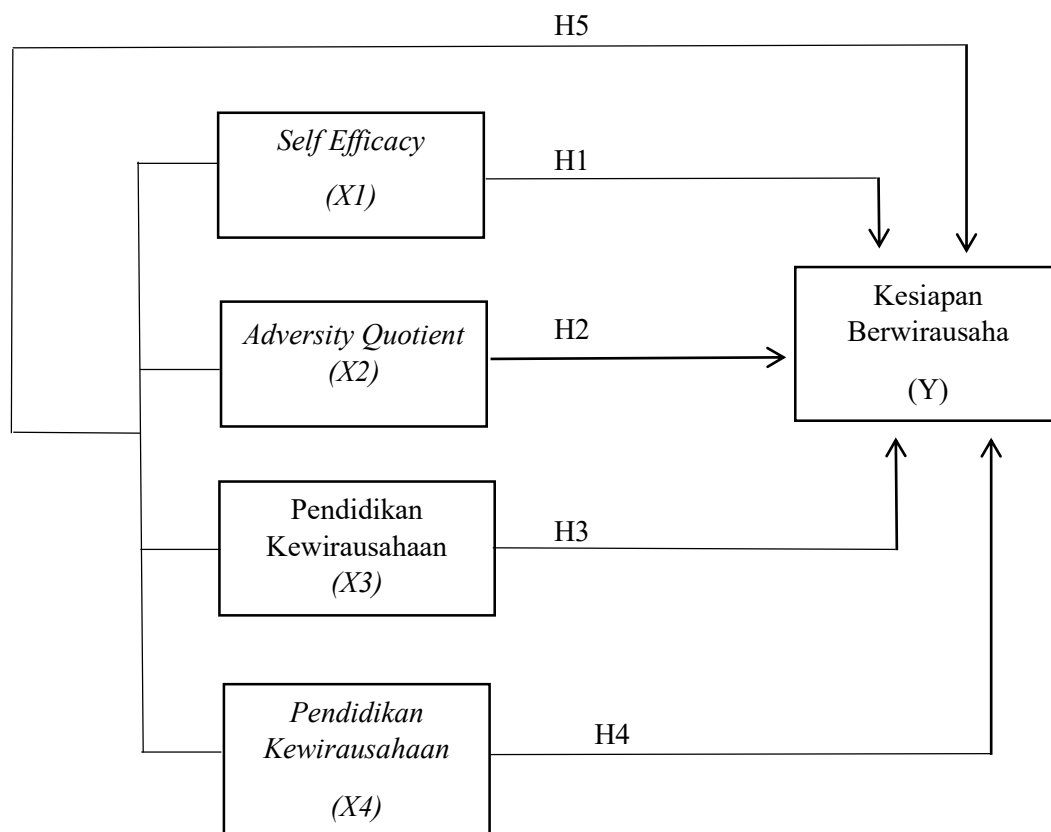 H5
Self Efficacy
(X1)
H1
Adversity Quotient
(X2)
H2
Kesiapan
Berwirausaha
(Y)
Pendidikan
Kewirausahaan
(X3)
H3
Pendidikan
Kewirausahaan
(X4)
H4